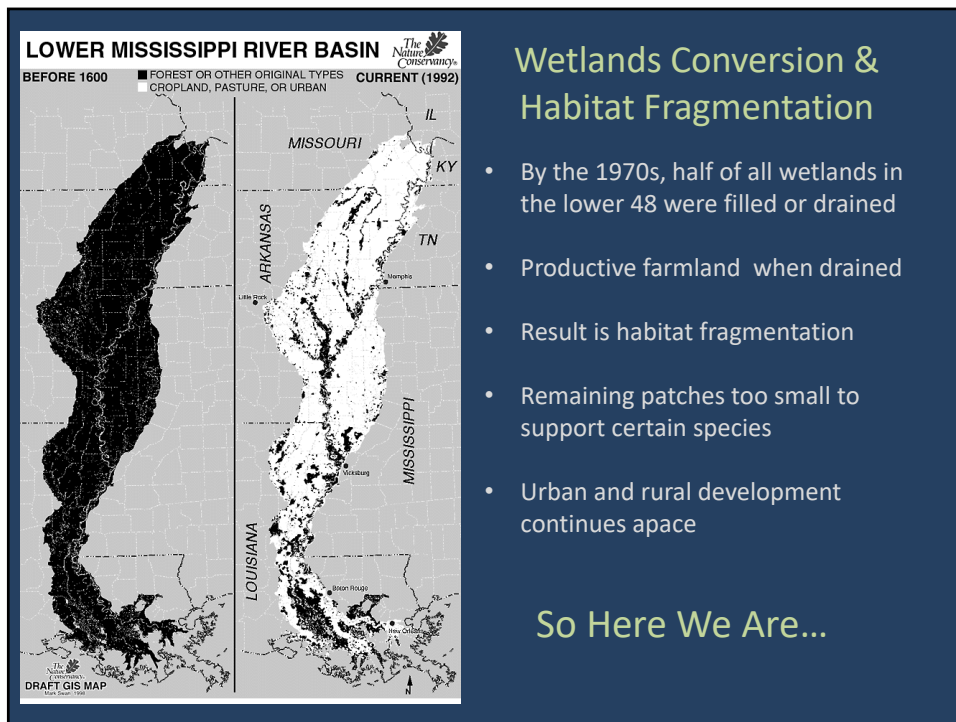 LOWER MISSISSIPPI RIVER BASIN
The
Nature
Conservancy®
BEFORE 1600
FOREST OR OTHER ORIGINAL TYPES
CROPLAND, PASTURE, OR URBAN
CURRENT (1992)
IL
MISSOURI
KY
ARKANSAS
TN
Memphis
Little Rock
MISSISSIPPI
Vicksburg
LOUISIANA
Baton Rouge
New Orleans
The
Nature
Conservancy®
DRAFT GIS MAP
Mark Swan, 1998
N
Wetlands Conversion &
Habitat Fragmentation
• By the 1970s, half of all wetlands in
the lower 48 were filled or drained
• Productive farmland when drained
• Result is habitat fragmentation
• Remaining patches too small to
support certain species
• Urban and rural development
continues apace
So Here We Are…